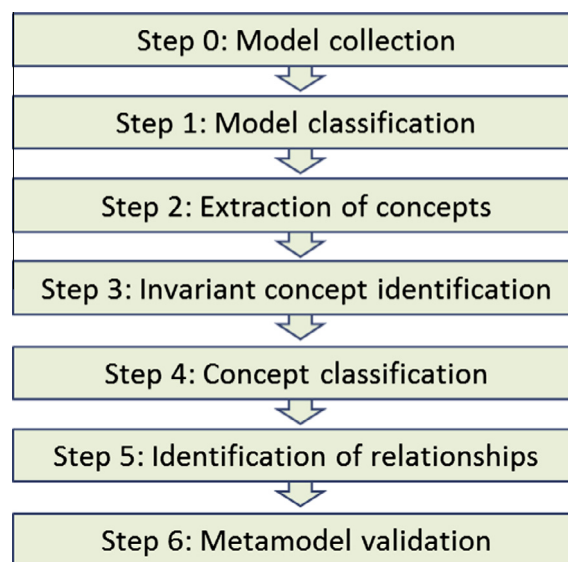 Step 0: Model collection
Step 1: Model classification
Step 2: Extraction of concepts
Step 3: Invariant concept identification
Step 4: Concept classification
Step 5: Identification of relationships
Step 6: Metamodel validation